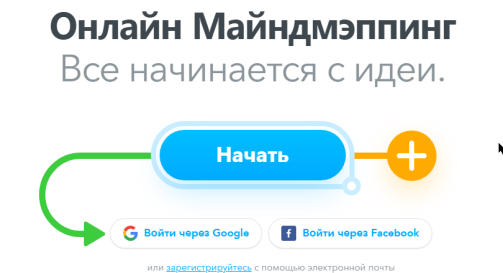 Онлайн Майндмэппинг
Все начинается с идеи.
Начать
Войти через Google
Войти через Facebook
или зарегистрируйтесь с помощью электронной почты